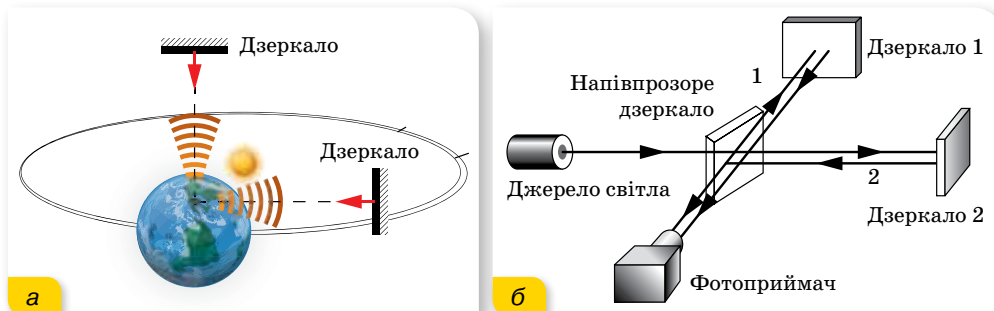 Дзеркало
Дзеркало
а
Дзеркало 1
1
Напівпрозоре
дзеркало
Джерело світла
2
Дзеркало 2
Фотоприймач
б